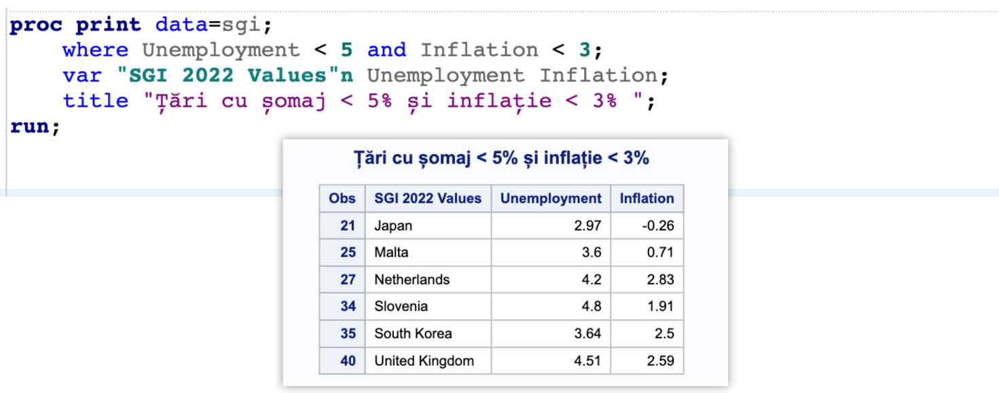 proc print data=sgi;
where Unemployment < 5 and Inflation < 3;
var "SGI 2022 Values"n Unemployment Inflation;
title "Țări cu șomaj < 5% și inflație < 3% ";
run;
Țări cu șomaj < 5% și inflație < 3%
Obs SGI 2022 Values Unemployment Inflation
21 Japan 2.97 -0.26
25 Malta 3.6 0.71
27 Netherlands 4.2 2.83
34 Slovenia 4.8 1.91
35 South Korea 3.64 2.5
40 United Kingdom 4.51 2.59